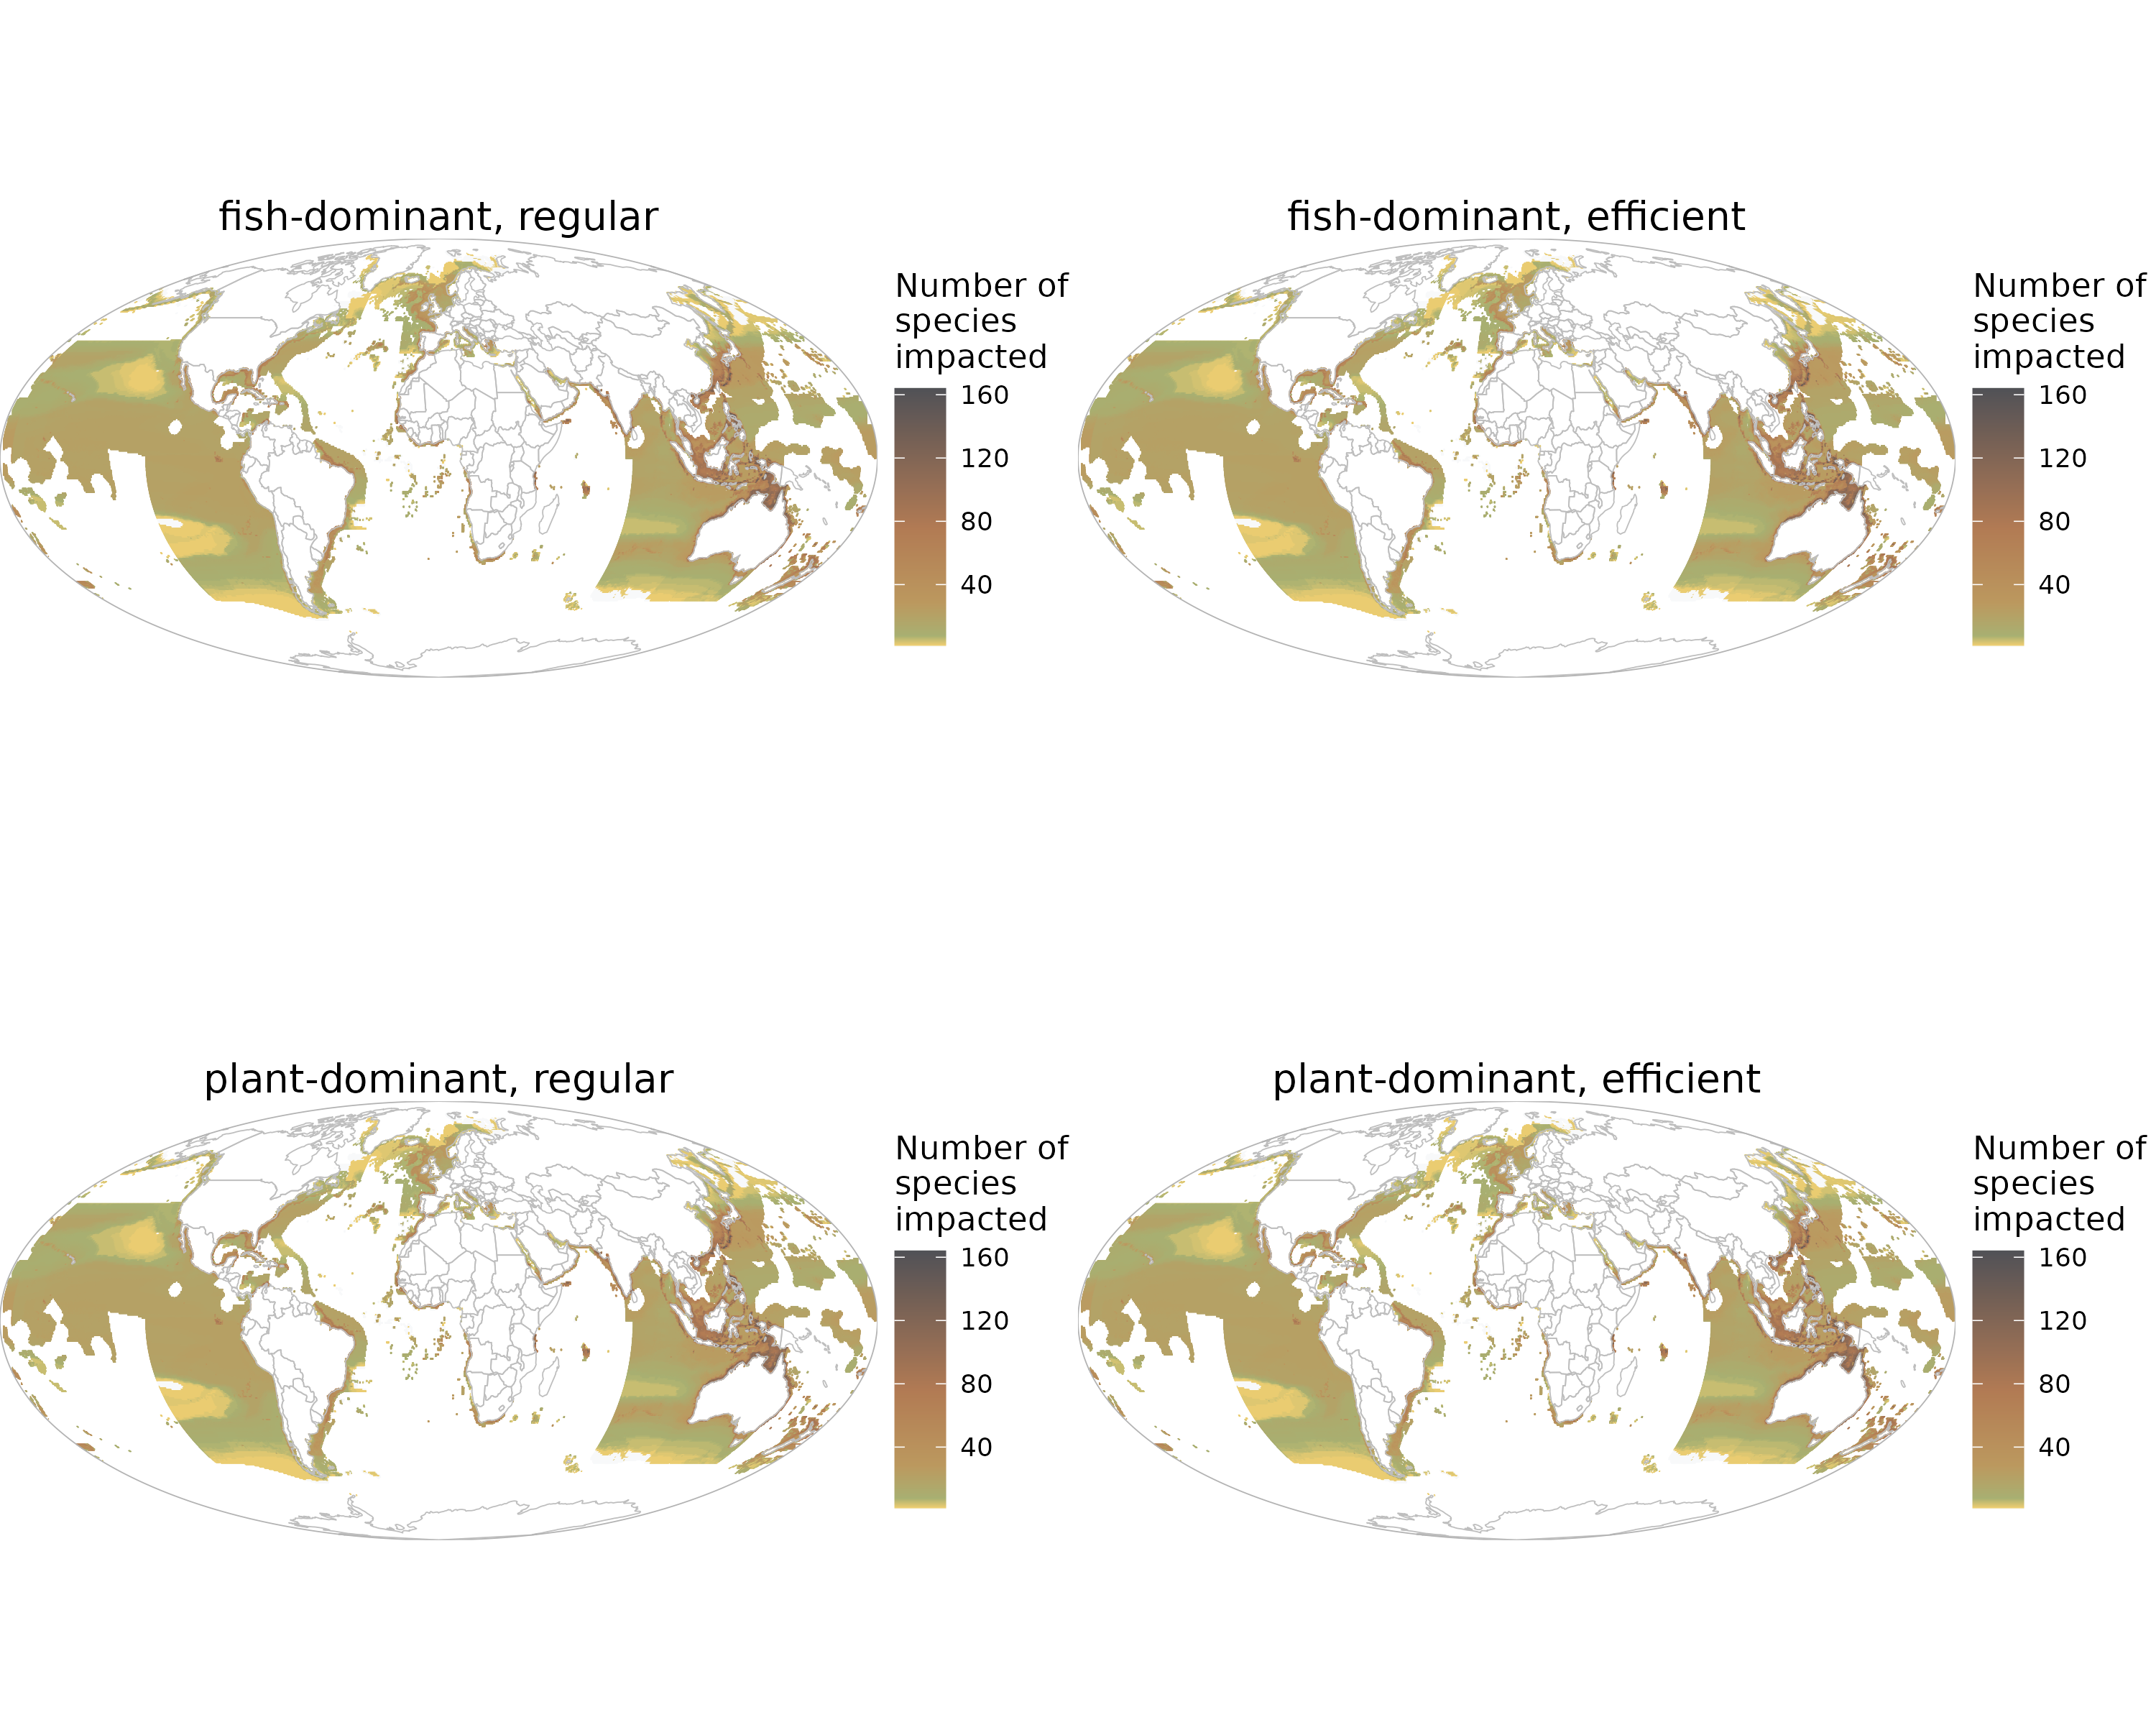 fish-dominant, regular
Number of
species
impacted
160
120
80
40
fish-dominant, efficient
Number of
species
impacted
160
120
80
40
plant-dominant, regular
Number of
species
impacted
160
120
80
40
plant-dominant, efficient
Number of
species
impacted
160
120
80
40